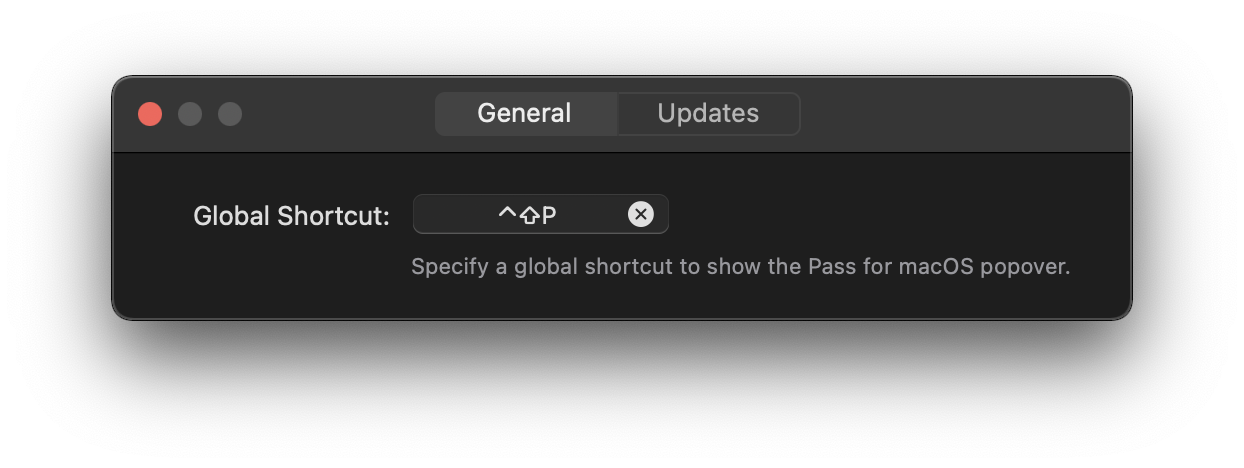 General Updates
Global Shortcut: ⌃⇧P
Specify a global shortcut to show the Pass for macOS popover.